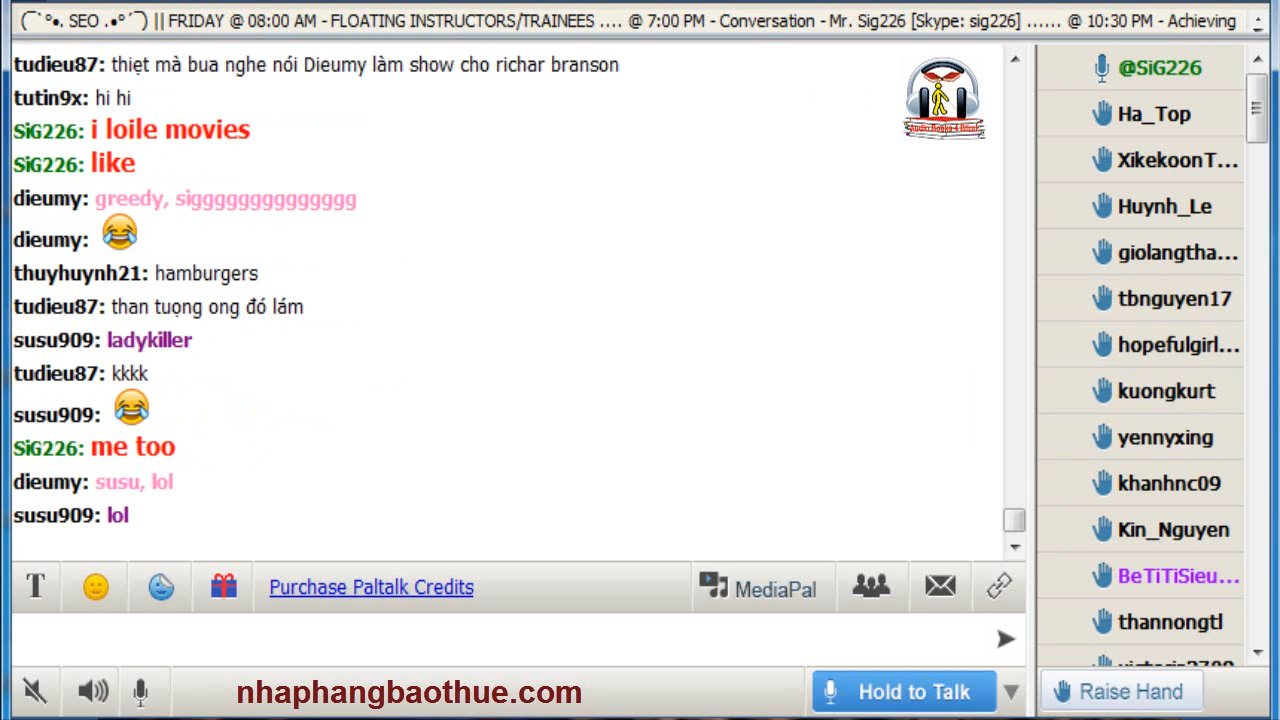 (¯`°•. SEO .•°´¯) || FRIDAY @ 08:00 AM - FLOATING INSTRUCTORS/TRAINEES .... @ 7:00 PM - Conversation - Mr. Sig226 [Skype: sig226] ...... @ 10:30 PM - Achieving
tudieu87: thiẹt mà bua nghe nói Dieumy làm show cho richar branson
tutin9x: hi hi
SiG226: i loile movies
SiG226: like
dieumy: greedy, siggggggggggggggg
dieumy: 😂
thuyhuynh21: hamburgers
tudieu87: than tuọng ong đó lám
susu909: ladykiller
tudieu87: kkkk
susu909: 😂
SiG226: me too
dieumy: susu, lol
susu909: lol
@SiG226
Ha_Top
XikekoonT...
Huynh_Le
giolangtha...
tbnguyen17
hopefulgirl...
kuongkurt
yennyxing
khanhnc09
Kin_Nguyen
BeTiTiSieu...
thannongtl
T
Purchase Paltalk Credits
MediaPal
nhaphangbaothue.com
Hold to Talk
Raise Hand